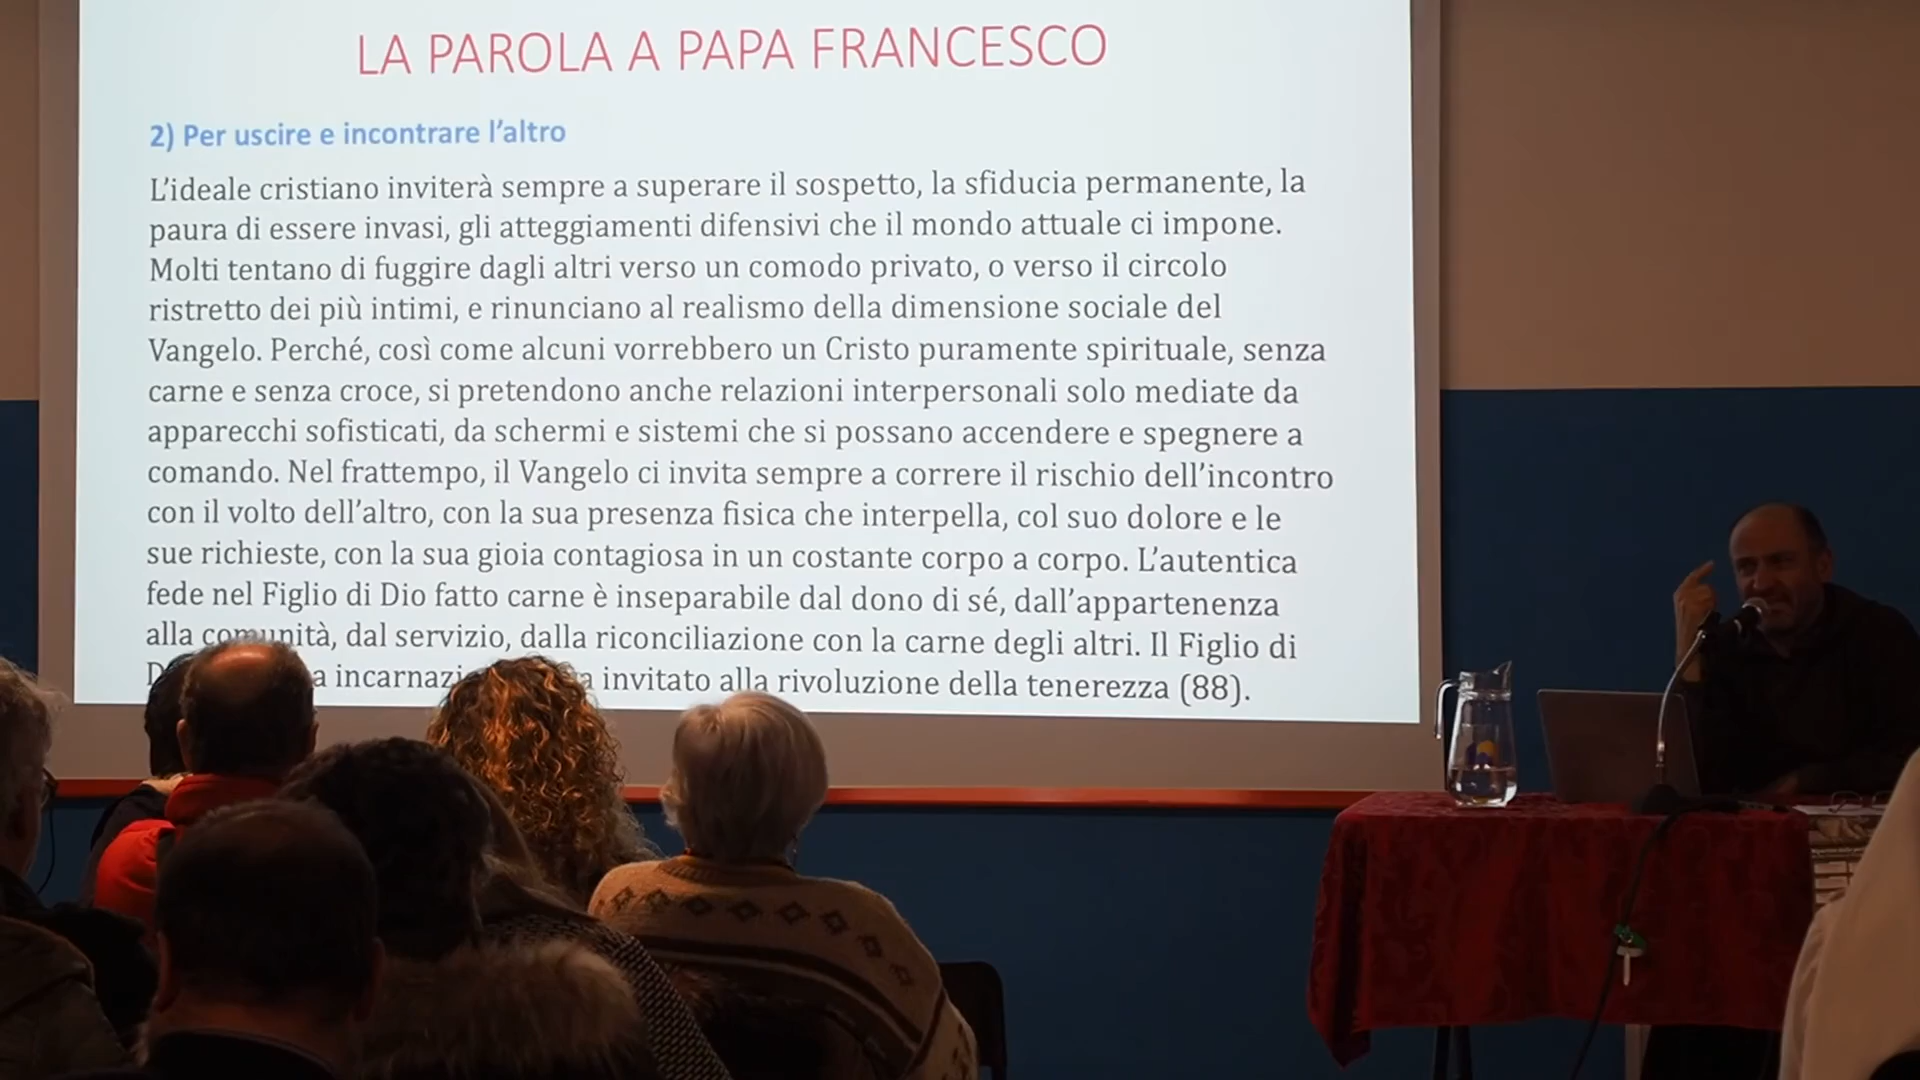 LA PAROLA A PAPA FRANCESCO
2) Per uscire e incontrare l’altro
L’ideale cristiano inviterà sempre a superare il sospetto, la sfiducia permanente, la
paura di essere invasi, gli atteggiamenti difensivi che il mondo attuale ci impone.
Molti tentano di fuggire dagli altri verso un comodo privato, o verso il circolo
ristretto dei più intimi, e rinunciano al realismo della dimensione sociale del
Vangelo. Perché, così come alcuni vorrebbero un Cristo puramente spirituale, senza
carne e senza croce, si pretendono anche relazioni interpersonali solo mediate da
apparecchi sofisticati, da schermi e sistemi che si possano accendere e spegnere a
comando. Nel frattempo, il Vangelo ci invita sempre a correre il rischio dell’incontro
con il volto dell’altro, con la sua presenza fisica che interpella, col suo dolore e le
sue richieste, con la sua gioia contagiosa in un costante corpo a corpo. L’autentica
fede nel Figlio di Dio fatto carne è inseparabile dal dono di sé, dall’appartenenza
alla comunità, dal servizio, dalla riconciliazione con la carne degli altri. Il Figlio di
invitato alla rivoluzione della tenerezza (88).